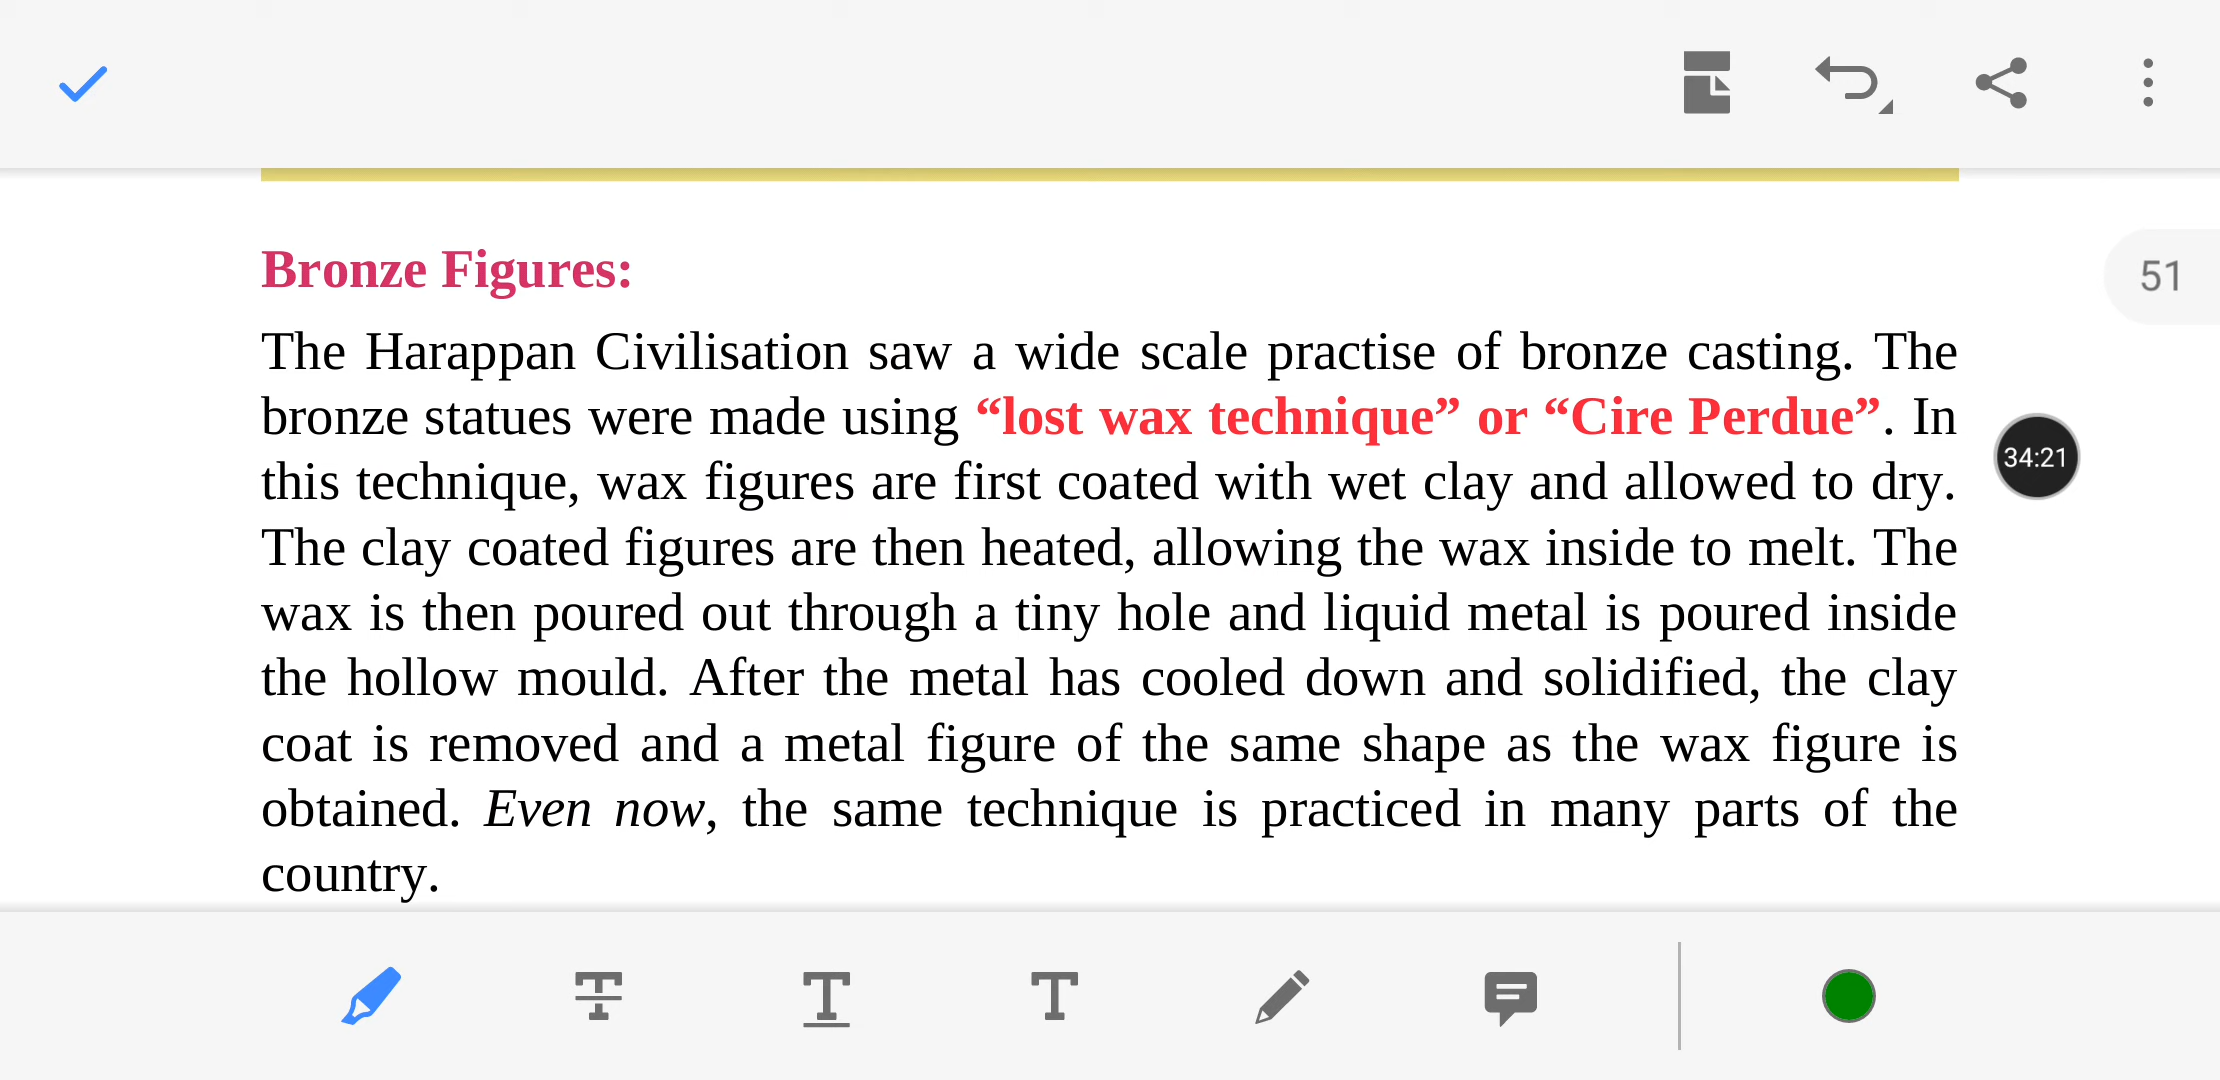 Bronze Figures:
51
The Harappan Civilisation saw a wide scale practise of bronze casting. The
bronze statues were made using “lost wax technique” or “Cire Perdue”. In
34:21
this technique, wax figures are first coated with wet clay and allowed to dry.
The clay coated figures are then heated, allowing the wax inside to melt. The
wax is then poured out through a tiny hole and liquid metal is poured inside
the hollow mould. After the metal has cooled down and solidified, the clay
coat is removed and a metal figure of the same shape as the wax figure is
obtained. Even now, the same technique is practiced in many parts of the
country.